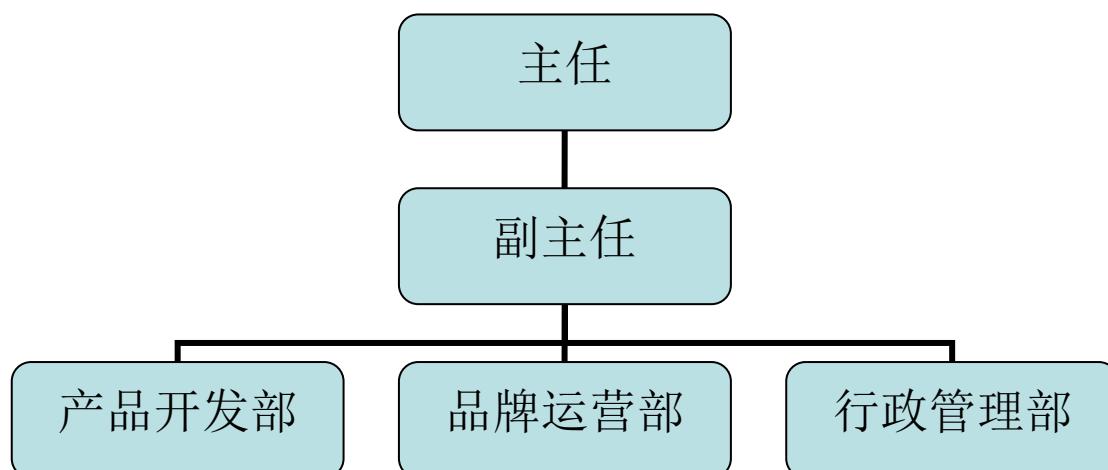 主任
副主任
产品开发部
品牌运营部
行政管理部